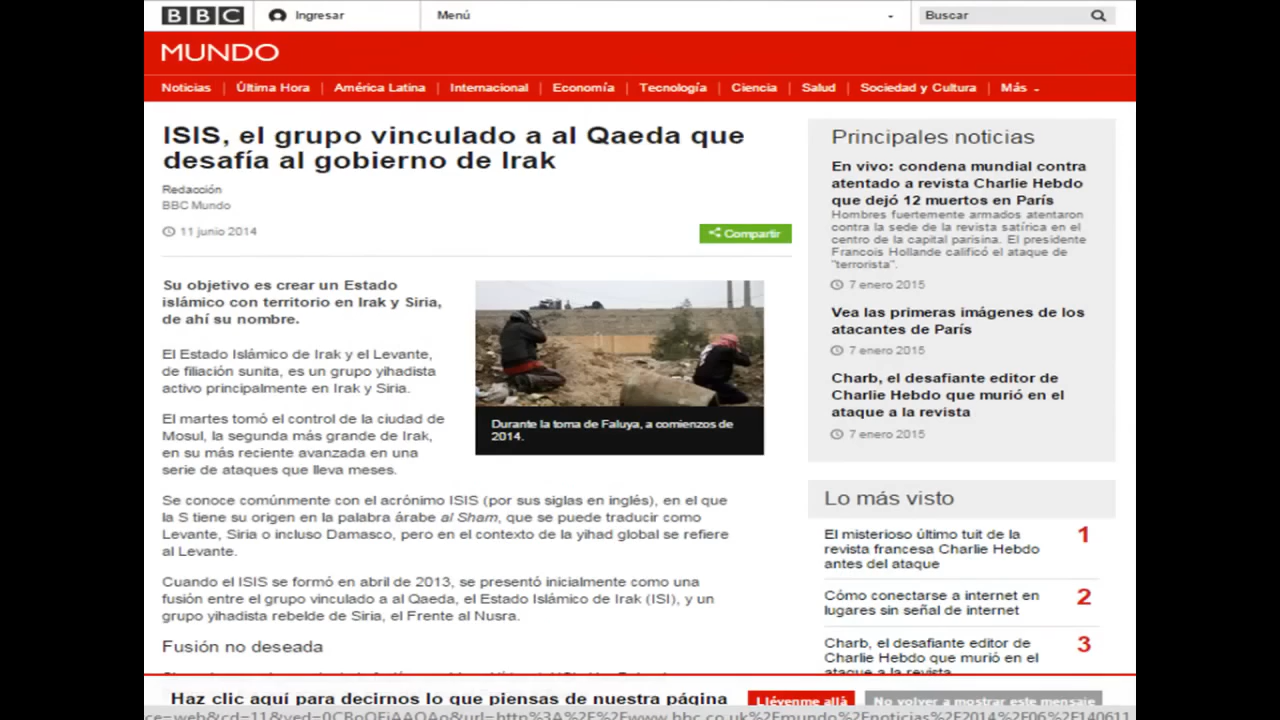 BBC Ingresar Menú Buscar
MUNDO
Noticias Última Hora América Latina Internacional Economía Tecnología Ciencia Salud Sociedad y Cultura Más
ISIS, el grupo vinculado a al Qaeda que
desafía al gobierno de Irak
Redacción
BBC Mundo
11 junio 2014
Compartir
Su objetivo es crear un Estado
islámico con territorio en Irak y Siria,
de ahí su nombre.
El Estado Islámico de Irak y el Levante,
de filiación sunita, es un grupo yihadista
activo principalmente en Irak y Siria.
El martes tomó el control de la ciudad de
Mosul, la segunda más grande de Irak,
en su más reciente avanzada en una
serie de ataques que lleva meses.
Durante la toma de Faluya, a comienzos de
2014.
Se conoce comúnmente con el acrónimo ISIS (por sus siglas en inglés), en el que
la S tiene su origen en la palabra árabe al Sham, que se puede traducir como
Levante, Siria o incluso Damasco, pero en el contexto de la yihad global se refiere
al Levante.
Cuando el ISIS se formó en abril de 2013, se presentó inicialmente como una
fusión entre el grupo vinculado a al Qaeda, el Estado Islámico de Irak (ISI), y un
grupo yihadista rebelde de Siria, el Frente al Nusra.
Fusión no deseada
Principales noticias
En vivo: condena mundial contra
atentado a revista Charlie Hebdo
que dejó 12 muertos en París
Hombres fuertemente armados atentaron
contra la sede de la revista satírica en el
centro de la capital parisina. El presidente
Francois Hollande calificó el ataque de
"terrorista".
7 enero 2015
Vea las primeras imágenes de los
atacantes de París
7 enero 2015
Charb, el desafiante editor de
Charlie Hebdo que murió en el
ataque a la revista
7 enero 2015
Lo más visto
El misterioso último tuit de la 1
revista francesa Charlie Hebdo
antes del ataque
Cómo conectarse a internet en 2
lugares sin señal de internet
Charb, el desafiante editor de 3
Charlie Hebdo que murió en el
ataque a la revista
Haz clic aquí para decirnos lo que piensas de nuestra página Llévenme allá No volver a mostrar este mensaje